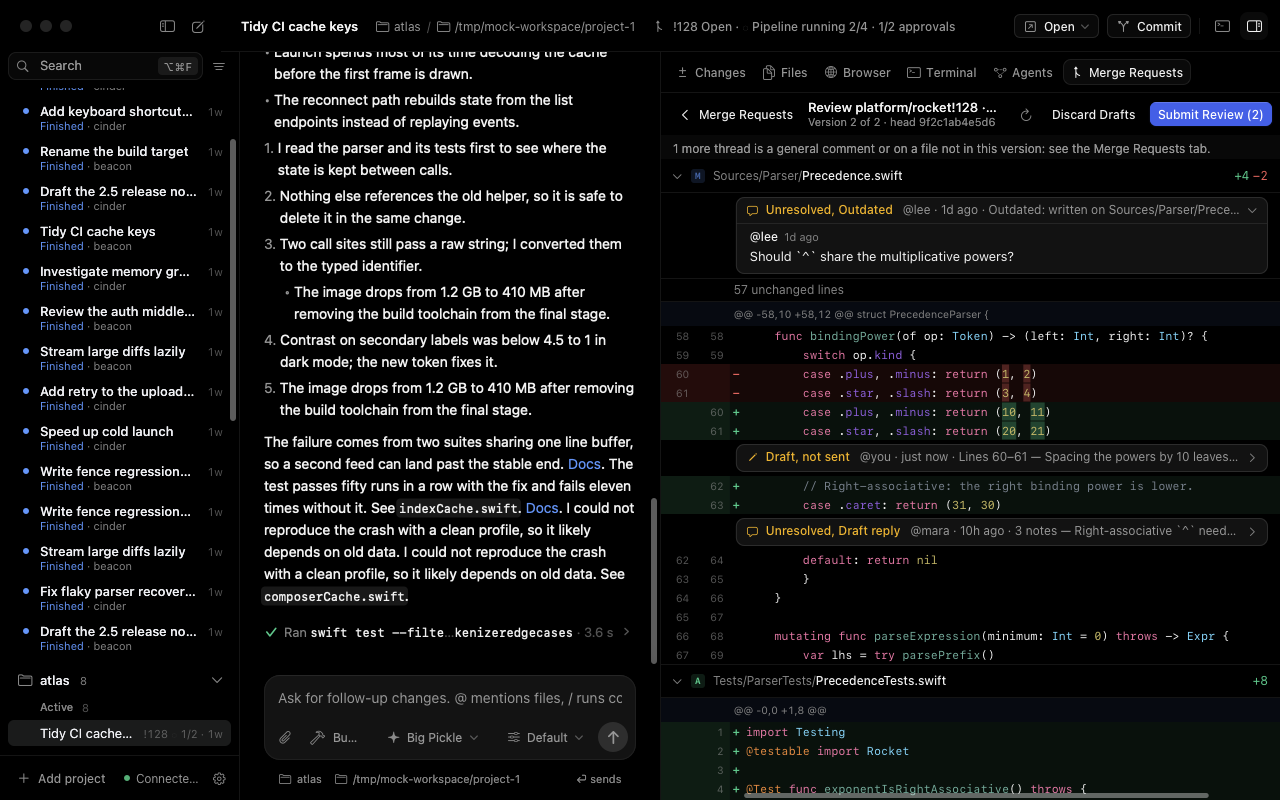 Tidy CI cache keys
atlas / /tmp/mock-workspace/project-1
!128 Open · Pipeline running 2/4 · 1/2 approvals
Open
Commit
Search ⌥⌘F
Finished · cinder
Add keyboard shortcut... 1w
Finished · cinder
Rename the build target 1w
Finished · beacon
Draft the 2.5 release no... 1w
Finished · cinder
Tidy CI cache keys 1w
Finished · beacon
Investigate memory gr... 1w
Finished · cinder
Review the auth middle... 1w
Finished · beacon
Stream large diffs lazily 1w
Finished · beacon
Add retry to the upload... 1w
Finished · cinder
Speed up cold launch 1w
Finished · cinder
Write fence regression... 1w
Finished · beacon
Write fence regression... 1w
Finished · cinder
Stream large diffs lazily 1w
Finished · beacon
Fix flaky parser recover... 1w
Finished · cinder
Draft the 2.5 release no... 1w
Finished · beacon
atlas 8
Active 8
Tidy CI cache... !128 1/2 · 1w
Add project
Connecte...
• Launch spends most of its time decoding the cache
before the first frame is drawn.
• The reconnect path rebuilds state from the list
endpoints instead of replaying events.
1. I read the parser and its tests first to see where the
state is kept between calls.
2. Nothing else references the old helper, so it is safe to
delete it in the same change.
3. Two call sites still pass a raw string; I converted them
to the typed identifier.
• The image drops from 1.2 GB to 410 MB after
removing the build toolchain from the final stage.
4. Contrast on secondary labels was below 4.5 to 1 in
dark mode; the new token fixes it.
5. The image drops from 1.2 GB to 410 MB after removing
the build toolchain from the final stage.
The failure comes from two suites sharing one line buffer,
so a second feed can land past the stable end. Docs. The
test passes fifty runs in a row with the fix and fails eleven
times without it. See indexCache.swift. Docs. I could not
reproduce the crash with a clean profile, so it likely
depends on old data. I could not reproduce the crash
with a clean profile, so it likely depends on old data. See
composerCache.swift.
Ran swift test --filte…kenizeredgecases · 3.6 s
Ask for follow-up changes. @ mentions files, / runs co
Bu...
Big Pickle
Default
atlas /tmp/mock-workspace/project-1
sends
Changes
Files
Browser
Terminal
Agents
Merge Requests
Merge Requests
Review platform/rocket!128 ·...
Version 2 of 2 · head 9f2c1ab4e5d6
Discard Drafts
Submit Review (2)
1 more thread is a general comment or on a file not in this version: see the Merge Requests tab.
M Sources/Parser/Precedence.swift +4 −2
Unresolved, Outdated @lee · 1d ago · Outdated: written on Sources/Parser/Prece...
@lee 1d ago
Should `^` share the multiplicative powers?
57 unchanged lines
@@ -58,10 +58,12 @@ struct PrecedenceParser {
58 58 func bindingPower(of op: Token) -> (left: Int, right: Int)? {
59 59 switch op.kind {
60 − case .plus, .minus: return (1, 2)
61 − case .star, .slash: return (3, 4)
60 + case .plus, .minus: return (10, 11)
61 + case .star, .slash: return (20, 21)
Draft, not sent @you · just now · Lines 60–61 — Spacing the powers by 10 leaves...
62 + // Right-associative: the right binding power is lower.
63 + case .caret: return (31, 30)
Unresolved, Draft reply @mara · 10h ago · 3 notes — Right-associative `^` need...
62 64 default: return nil
63 65 }
64 66 }
65 67
66 68 mutating func parseExpression(minimum: Int = 0) throws -> Expr {
67 69 var lhs = try parsePrefix()
A Tests/ParserTests/PrecedenceTests.swift +8
@@ -0,0 +1,8 @@
1 + import Testing
2 + @testable import Rocket
3 +
4 + @Test func exponentIsRightAssociative() throws {